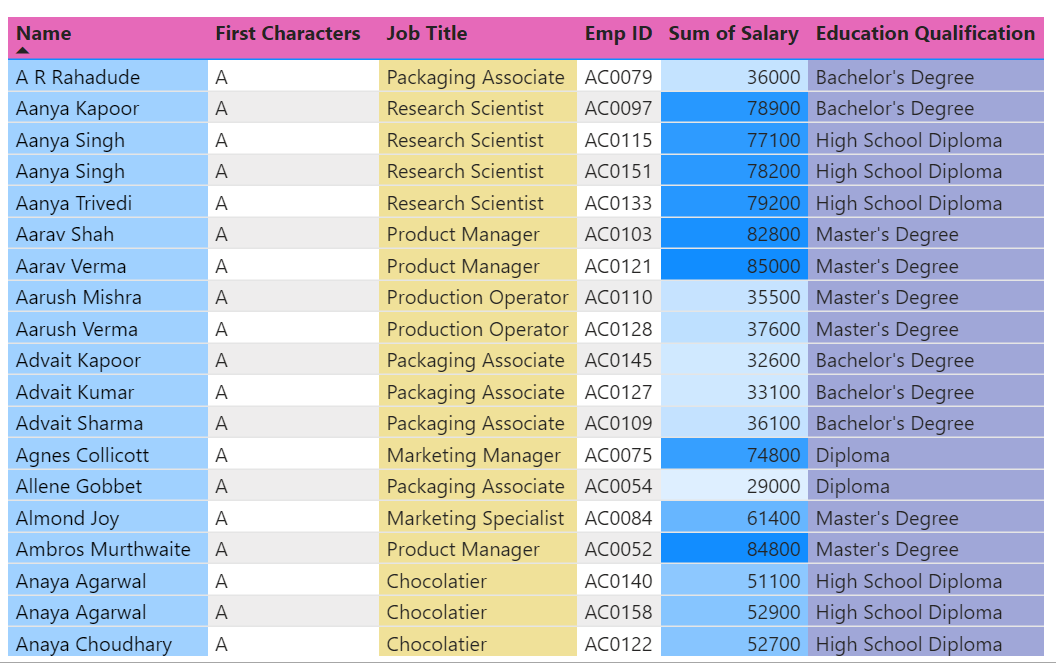 Name First Characters Job Title Emp ID Sum of Salary Education Qualification
A R Rahadude A Packaging Associate AC0079 36000 Bachelor's Degree
Aanya Kapoor A Research Scientist AC0097 78900 Bachelor's Degree
Aanya Singh A Research Scientist AC0115 77100 High School Diploma
Aanya Singh A Research Scientist AC0151 78200 High School Diploma
Aanya Trivedi A Research Scientist AC0133 79200 High School Diploma
Aarav Shah A Product Manager AC0103 82800 Master's Degree
Aarav Verma A Product Manager AC0121 85000 Master's Degree
Aarush Mishra A Production Operator AC0110 35500 Master's Degree
Aarush Verma A Production Operator AC0128 37600 Master's Degree
Advait Kapoor A Packaging Associate AC0145 32600 Bachelor's Degree
Advait Kumar A Packaging Associate AC0127 33100 Bachelor's Degree
Advait Sharma A Packaging Associate AC0109 36100 Bachelor's Degree
Agnes Collicott A Marketing Manager AC0075 74800 Diploma
Allene Gobbet A Packaging Associate AC0054 29000 Diploma
Almond Joy A Marketing Specialist AC0084 61400 Master's Degree
Ambros Murthwaite A Product Manager AC0052 84800 Master's Degree
Anaya Agarwal A Chocolatier AC0140 51100 High School Diploma
Anaya Agarwal A Chocolatier AC0158 52900 High School Diploma
Anaya Choudhary A Chocolatier AC0122 52700 High School Diploma